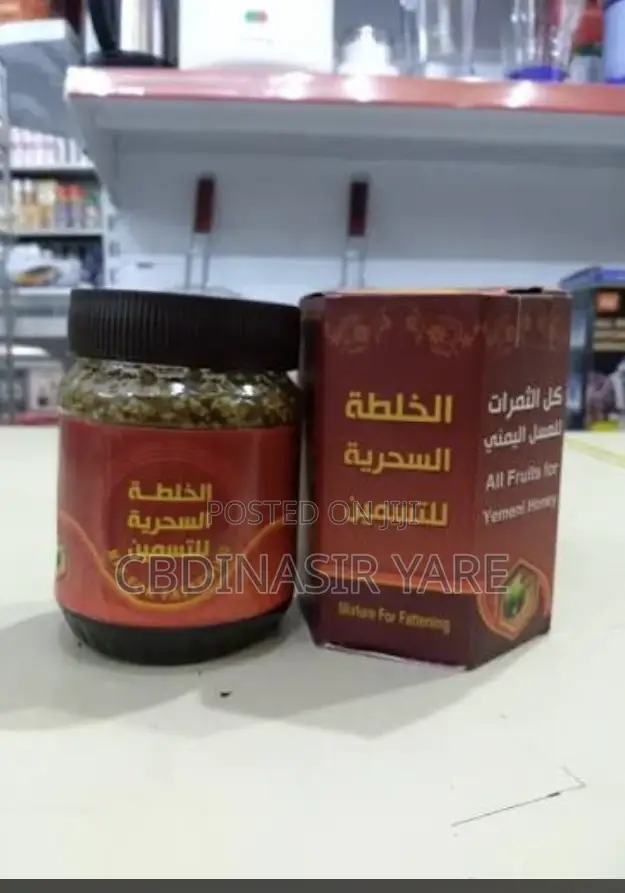 الخلطة
السحرية
للتسمين
الخلطة
السحرية
للتسمين
Mixture For Fattening
كل الثمرات
للعسل اليمني
All Fruits for
Yemeni Honey
POSTED ON JIJI
CBDINASIR YARE